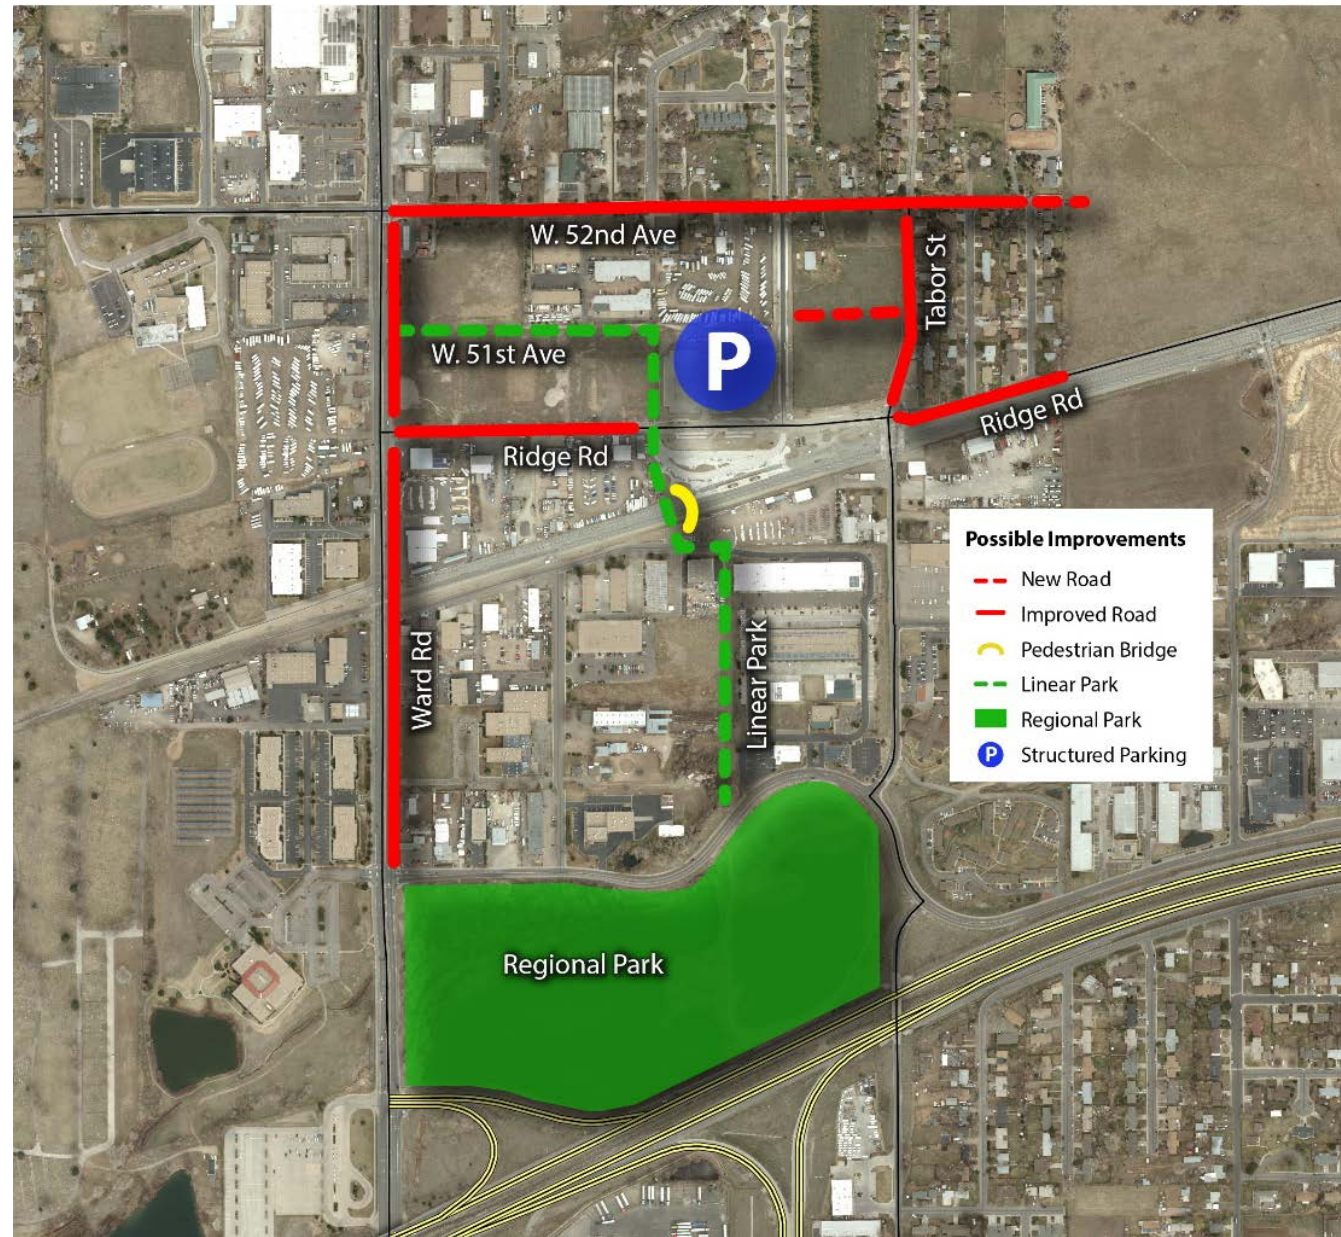 W. 52nd Ave
Tabor St
W. 51st Ave
P
Ridge Rd
Ridge Rd
Possible Improvements
New Road
Improved Road
Pedestrian Bridge
Linear Park
Regional Park
P Structured Parking
Ward Rd
Linear Park
Regional Park